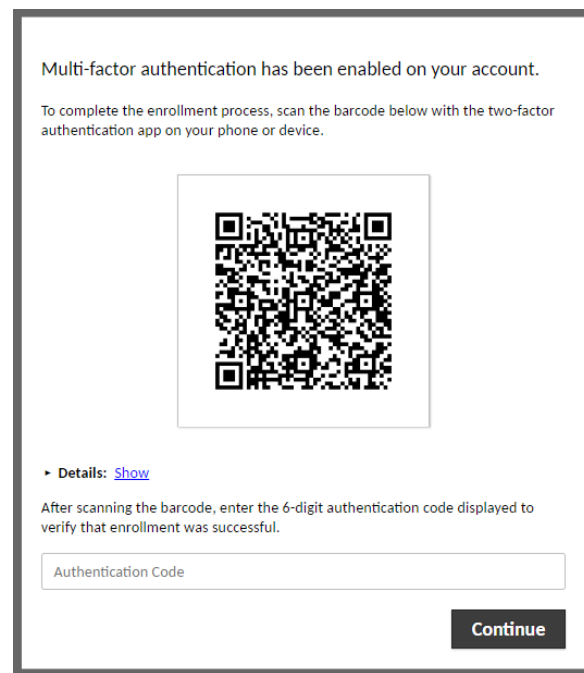 Multi-factor authentication has been enabled on your account.
To complete the enrollment process, scan the barcode below with the two-factor
authentication app on your phone or device.
▸ Details: Show
After scanning the barcode, enter the 6-digit authentication code displayed to
verify that enrollment was successful.
Authentication Code
Continue